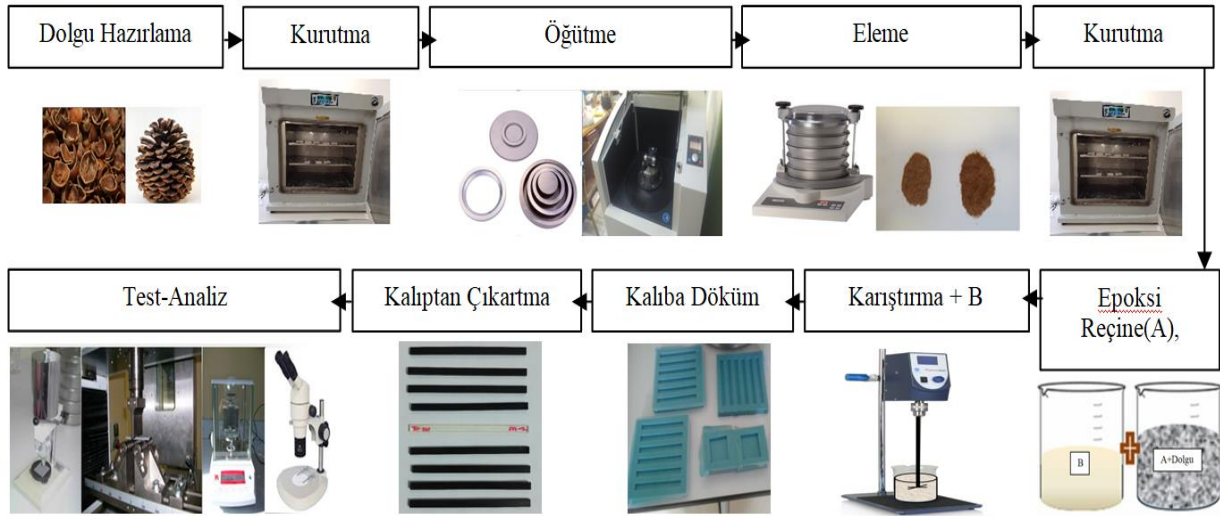 Dolgu Hazırlama
Kurutma
Öğütme
Eleme
Kurutma
Test-Analiz
Kalıptan Çıkartma
Kalıba Döküm
Karıştırma + B
Epoksi
Reçine(A),
B
A+Dolgu